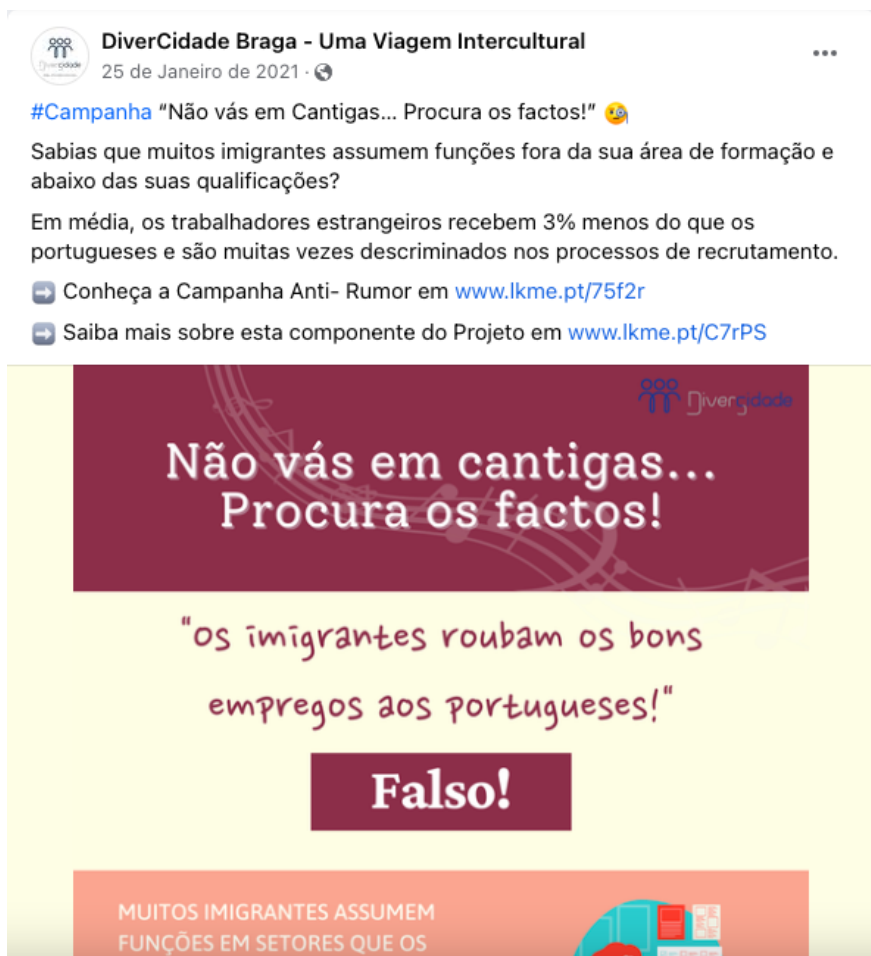 DiverCidade Braga - Uma Viagem Intercultural
25 de Janeiro de 2021 ·
#Campanha “Não vás em Cantigas... Procura os factos!”
Sabias que muitos imigrantes assumem funções fora da sua área de formação e
abaixo das suas qualificações?
Em média, os trabalhadores estrangeiros recebem 3% menos do que os
portugueses e são muitas vezes descriminados nos processos de recrutamento.
Conheça a Campanha Anti- Rumor em www.lkme.pt/75f2r
Saiba mais sobre esta componente do Projeto em www.lkme.pt/C7rPS
Divercidade
Não vás em cantigas...
Procura os factos!
"Os imigrantes roubam os bons
empregos aos portugueses!"
Falso!
MUITOS IMIGRANTES ASSUMEM
FUNÇÕES EM SETORES QUE OS